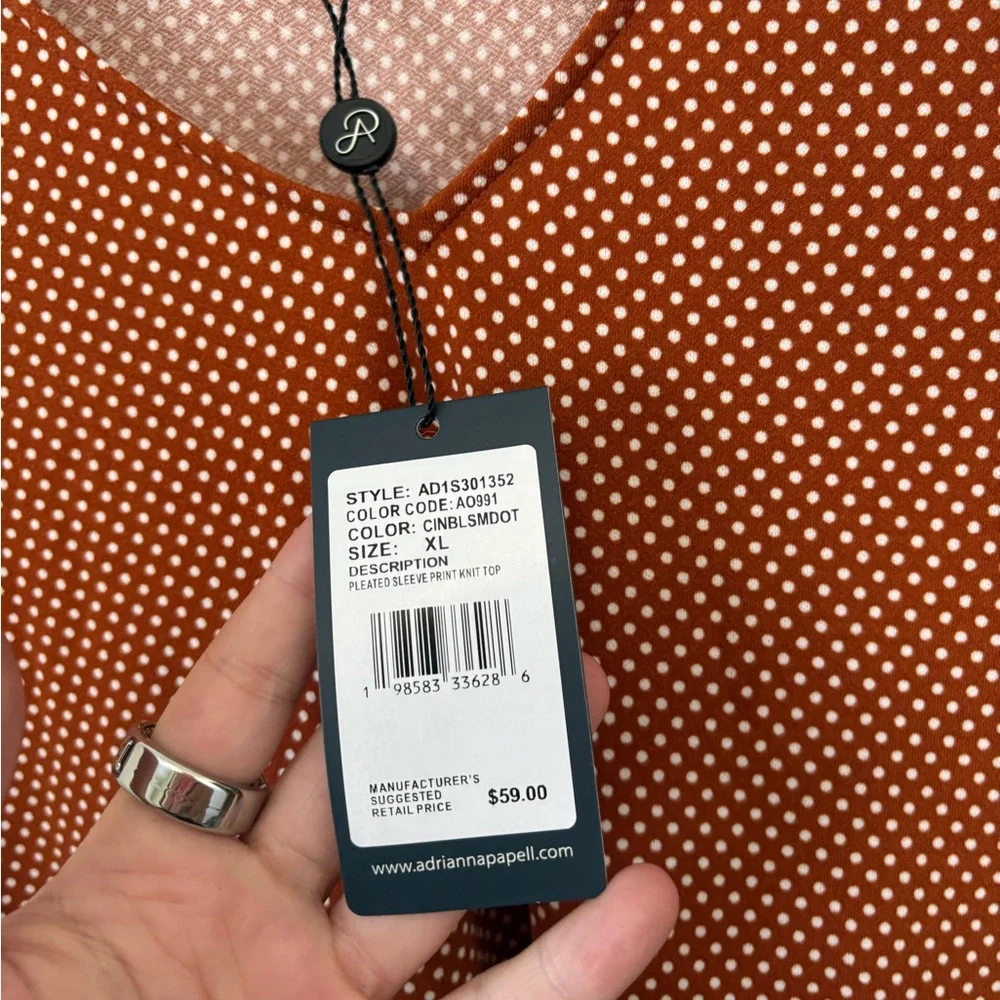 AP
STYLE: AD1S301352
COLOR CODE: AO991
COLOR: CINBLSMDOT
SIZE: XL
DESCRIPTION
PLEATED SLEEVE PRINT KNIT TOP
1 98583 33628 6
MANUFACTURER'S
SUGGESTED
RETAIL PRICE $59.00
www.adriannapapell.com